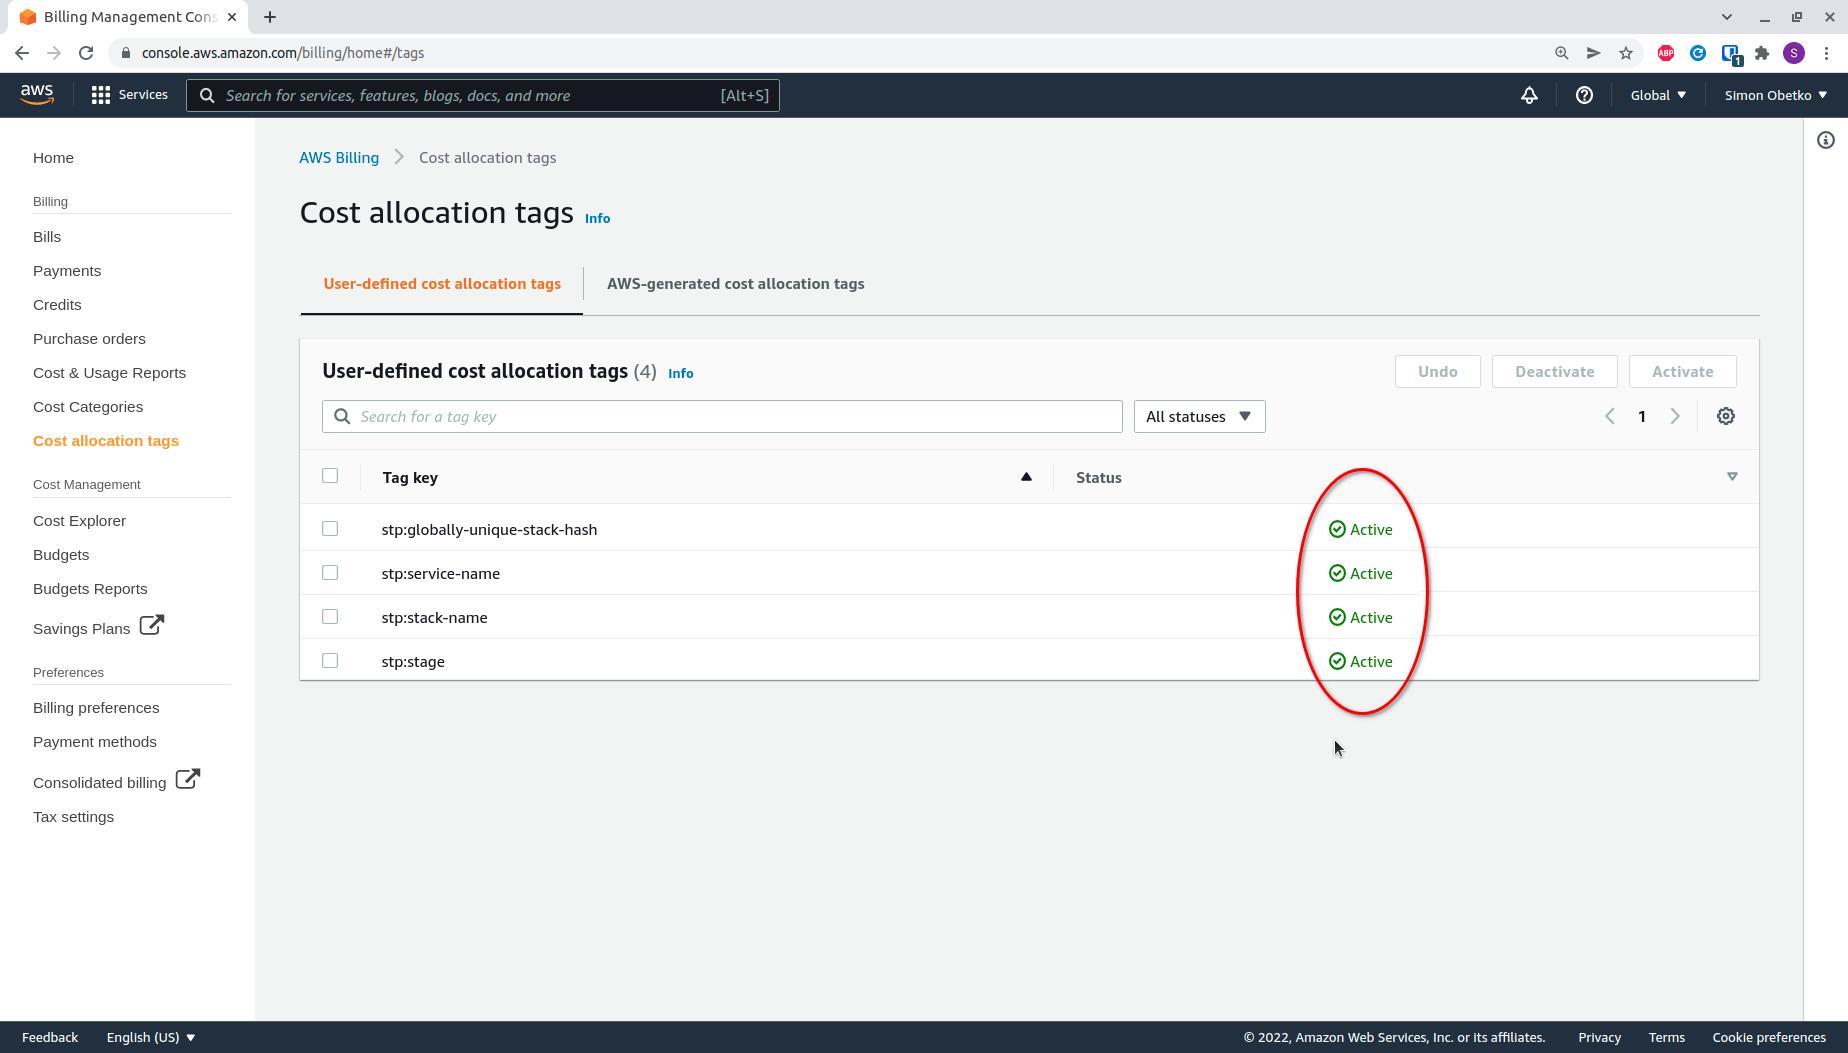 Billing Management Cons
console.aws.amazon.com/billing/home#/tags
ABP
1
S
aws
Services
Search for services, features, blogs, docs, and more
[Alt+S]
Global
Simon Obetko
Home
Billing
Bills
Payments
Credits
Purchase orders
Cost & Usage Reports
Cost Categories
Cost allocation tags
Cost Management
Cost Explorer
Budgets
Budgets Reports
Savings Plans
Preferences
Billing preferences
Payment methods
Consolidated billing
Tax settings
AWS Billing
Cost allocation tags
Cost allocation tags Info
User-defined cost allocation tags
AWS-generated cost allocation tags
User-defined cost allocation tags (4) Info
Undo
Deactivate
Activate
Search for a tag key
All statuses
1
Tag key
Status
stp:globally-unique-stack-hash
Active
stp:service-name
Active
stp:stack-name
Active
stp:stage
Active
Feedback
English (US)
© 2022, Amazon Web Services, Inc. or its affiliates.
Privacy
Terms
Cookie preferences